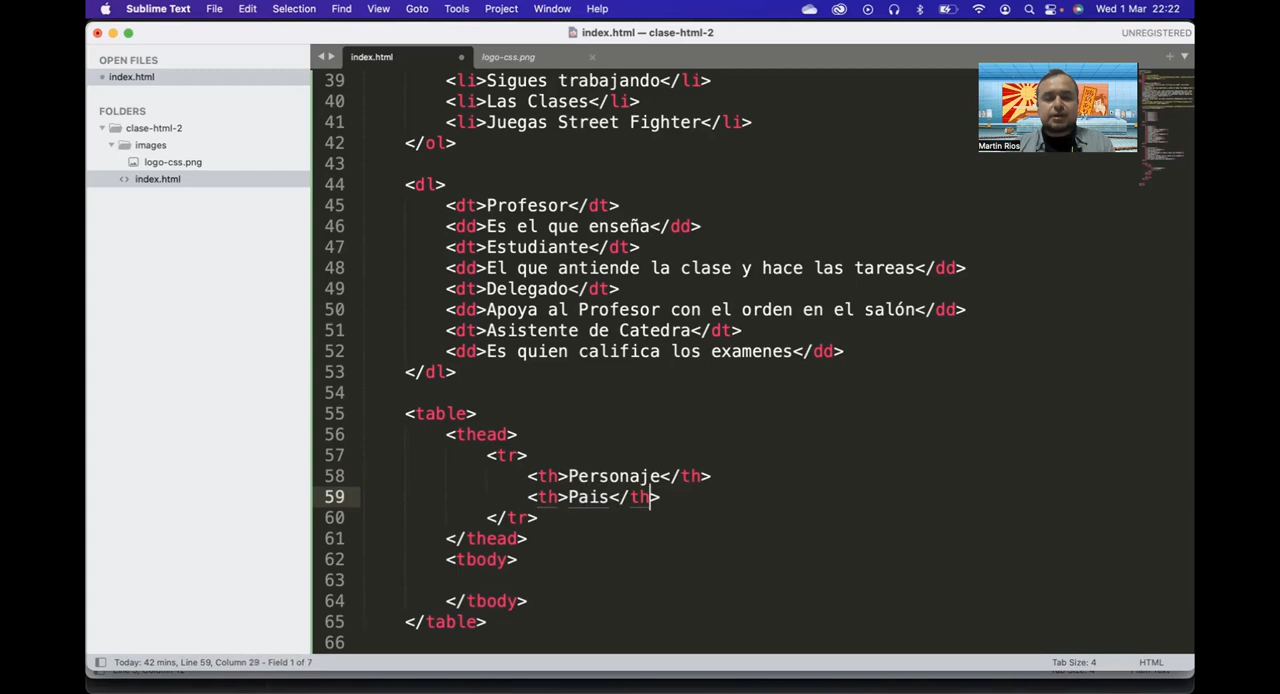 Sublime Text File Edit Selection Find View Goto Tools Project Window Help Wed 1 Mar 22:22
index.html — clase-html-2 UNREGISTERED
OPEN FILES
index.html
FOLDERS
clase-html-2
images
logo-css.png
index.html
index.html logo-css.png
39 <li>Sigues trabajando</li>
40 <li>Las Clases</li>
41 <li>Juegas Street Fighter</li>
42 </ol>
43
44 <dl>
45 <dt>Profesor</dt>
46 <dd>Es el que enseña</dd>
47 <dt>Estudiante</dt>
48 <dd>El que antiende la clase y hace las tareas</dd>
49 <dt>Delegado</dt>
50 <dd>Apoya al Profesor con el orden en el salón</dd>
51 <dt>Asistente de Catedra</dt>
52 <dd>Es quien califica los examenes</dd>
53 </dl>
54
55 <table>
56 <thead>
57 <tr>
58 <th>Personaje</th>
59 <th>Pais</th>
60 </tr>
61 </thead>
62 <tbody>
63
64 </tbody>
65 </table>
66
Martin Rios
Today: 42 mins, Line 59, Column 29 - Field 1 of 7 Tab Size: 4 HTML